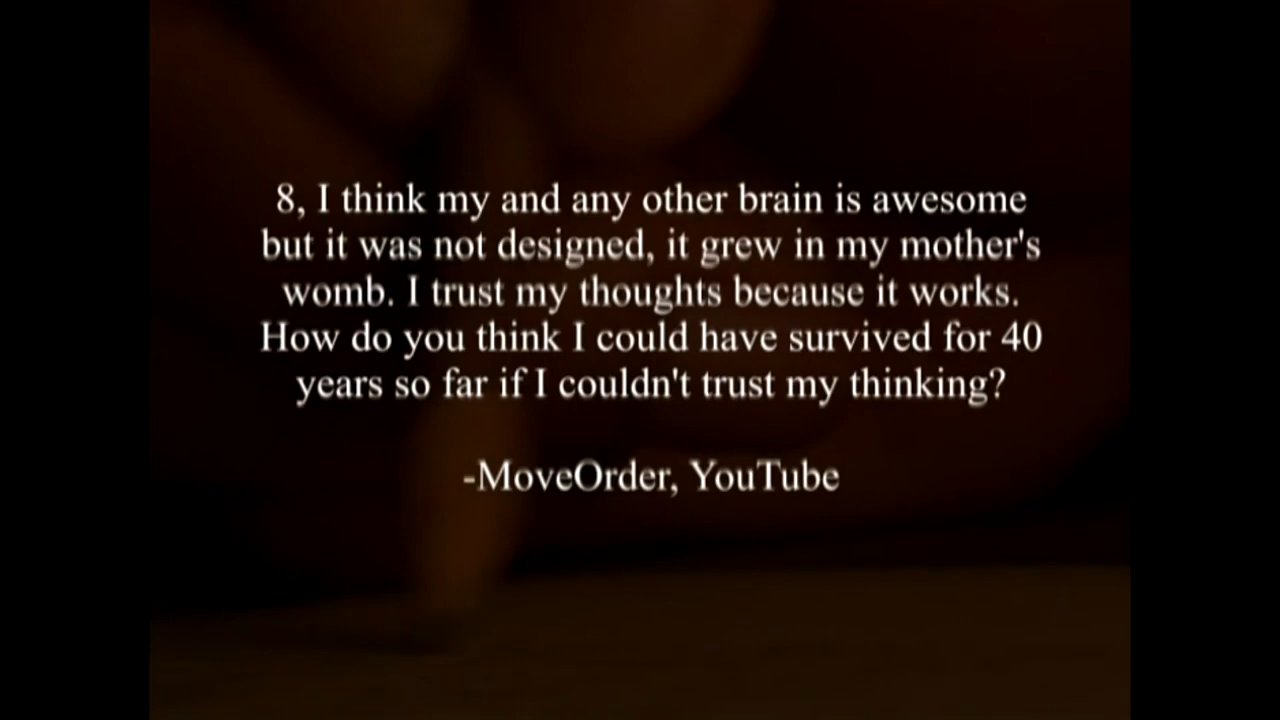 8, I think my and any other brain is awesome
but it was not designed, it grew in my mother's
womb. I trust my thoughts because it works.
How do you think I could have survived for 40
years so far if I couldn't trust my thinking?
-MoveOrder, YouTube